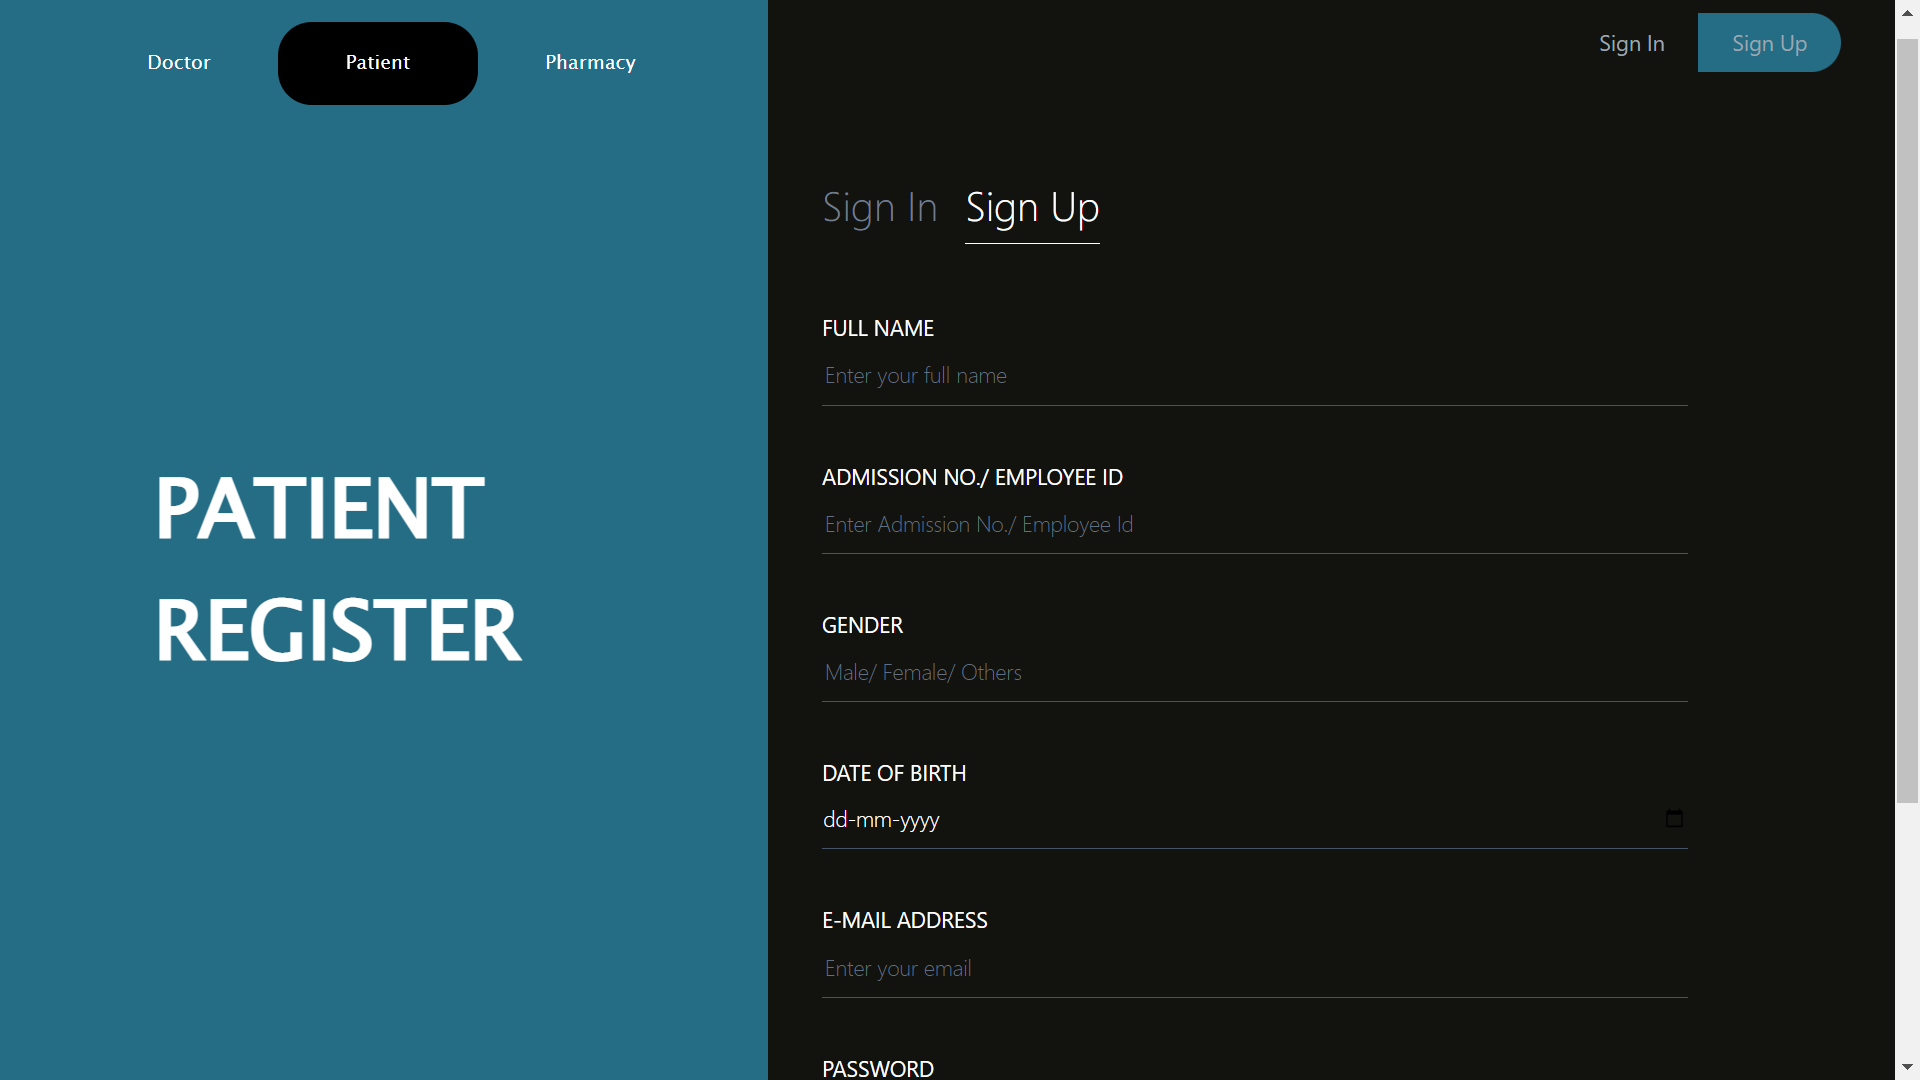 Doctor Patient Pharmacy
Sign In Sign Up
PATIENT
REGISTER
Sign In Sign Up
FULL NAME
Enter your full name
ADMISSION NO./ EMPLOYEE ID
Enter Admission No./ Employee Id
GENDER
Male/ Female/ Others
DATE OF BIRTH
dd-mm-yyyy
E-MAIL ADDRESS
Enter your email
PASSWORD